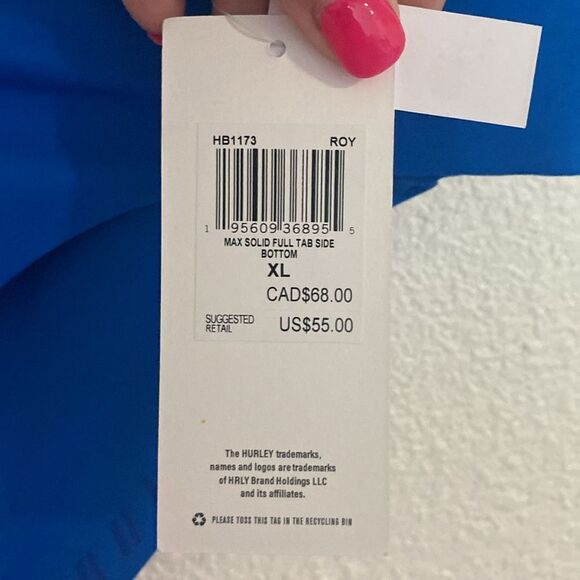 HB1173 ROY
1 95609 36895 5
MAX SOLID FULL TAB SIDE
BOTTOM
XL
CAD$68.00
SUGGESTED
RETAIL US$55.00
The HURLEY trademarks,
names and logos are trademarks
of HRLY Brand Holdings LLC
and its affiliates.
PLEASE TOSS THIS TAG IN THE RECYCLING BIN